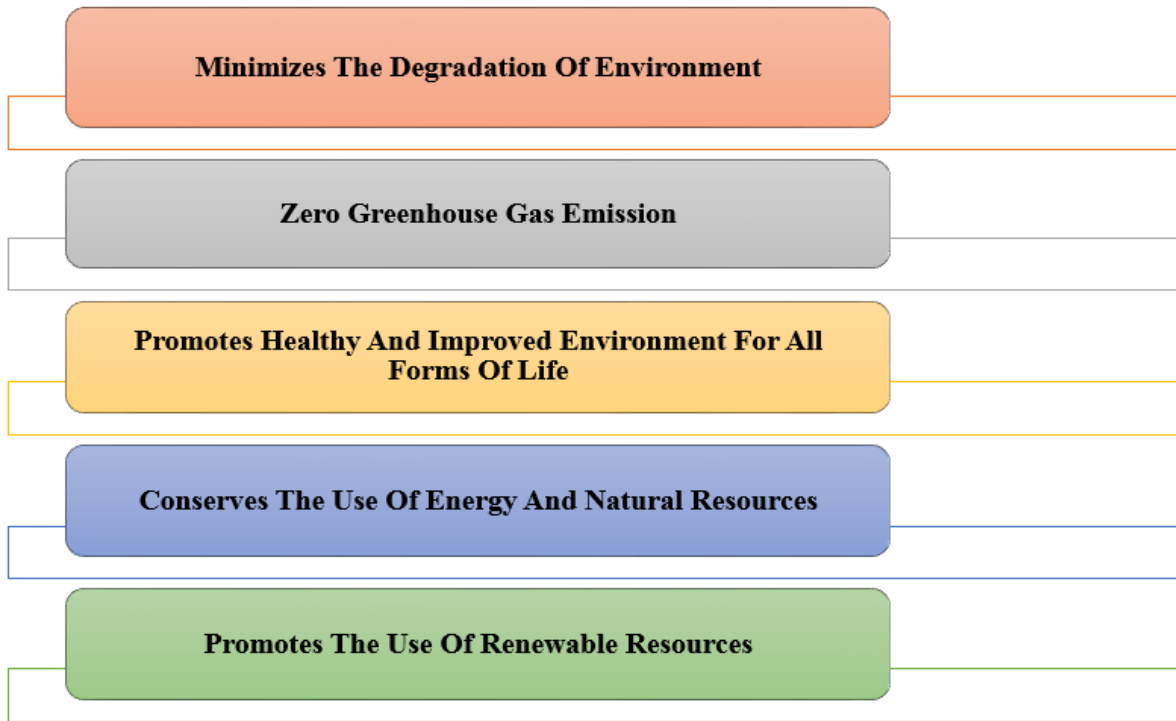 Minimizes The Degradation Of Environment
Zero Greenhouse Gas Emission
Promotes Healthy And Improved Environment For All
Forms Of Life
Conserves The Use Of Energy And Natural Resources
Promotes The Use Of Renewable Resources